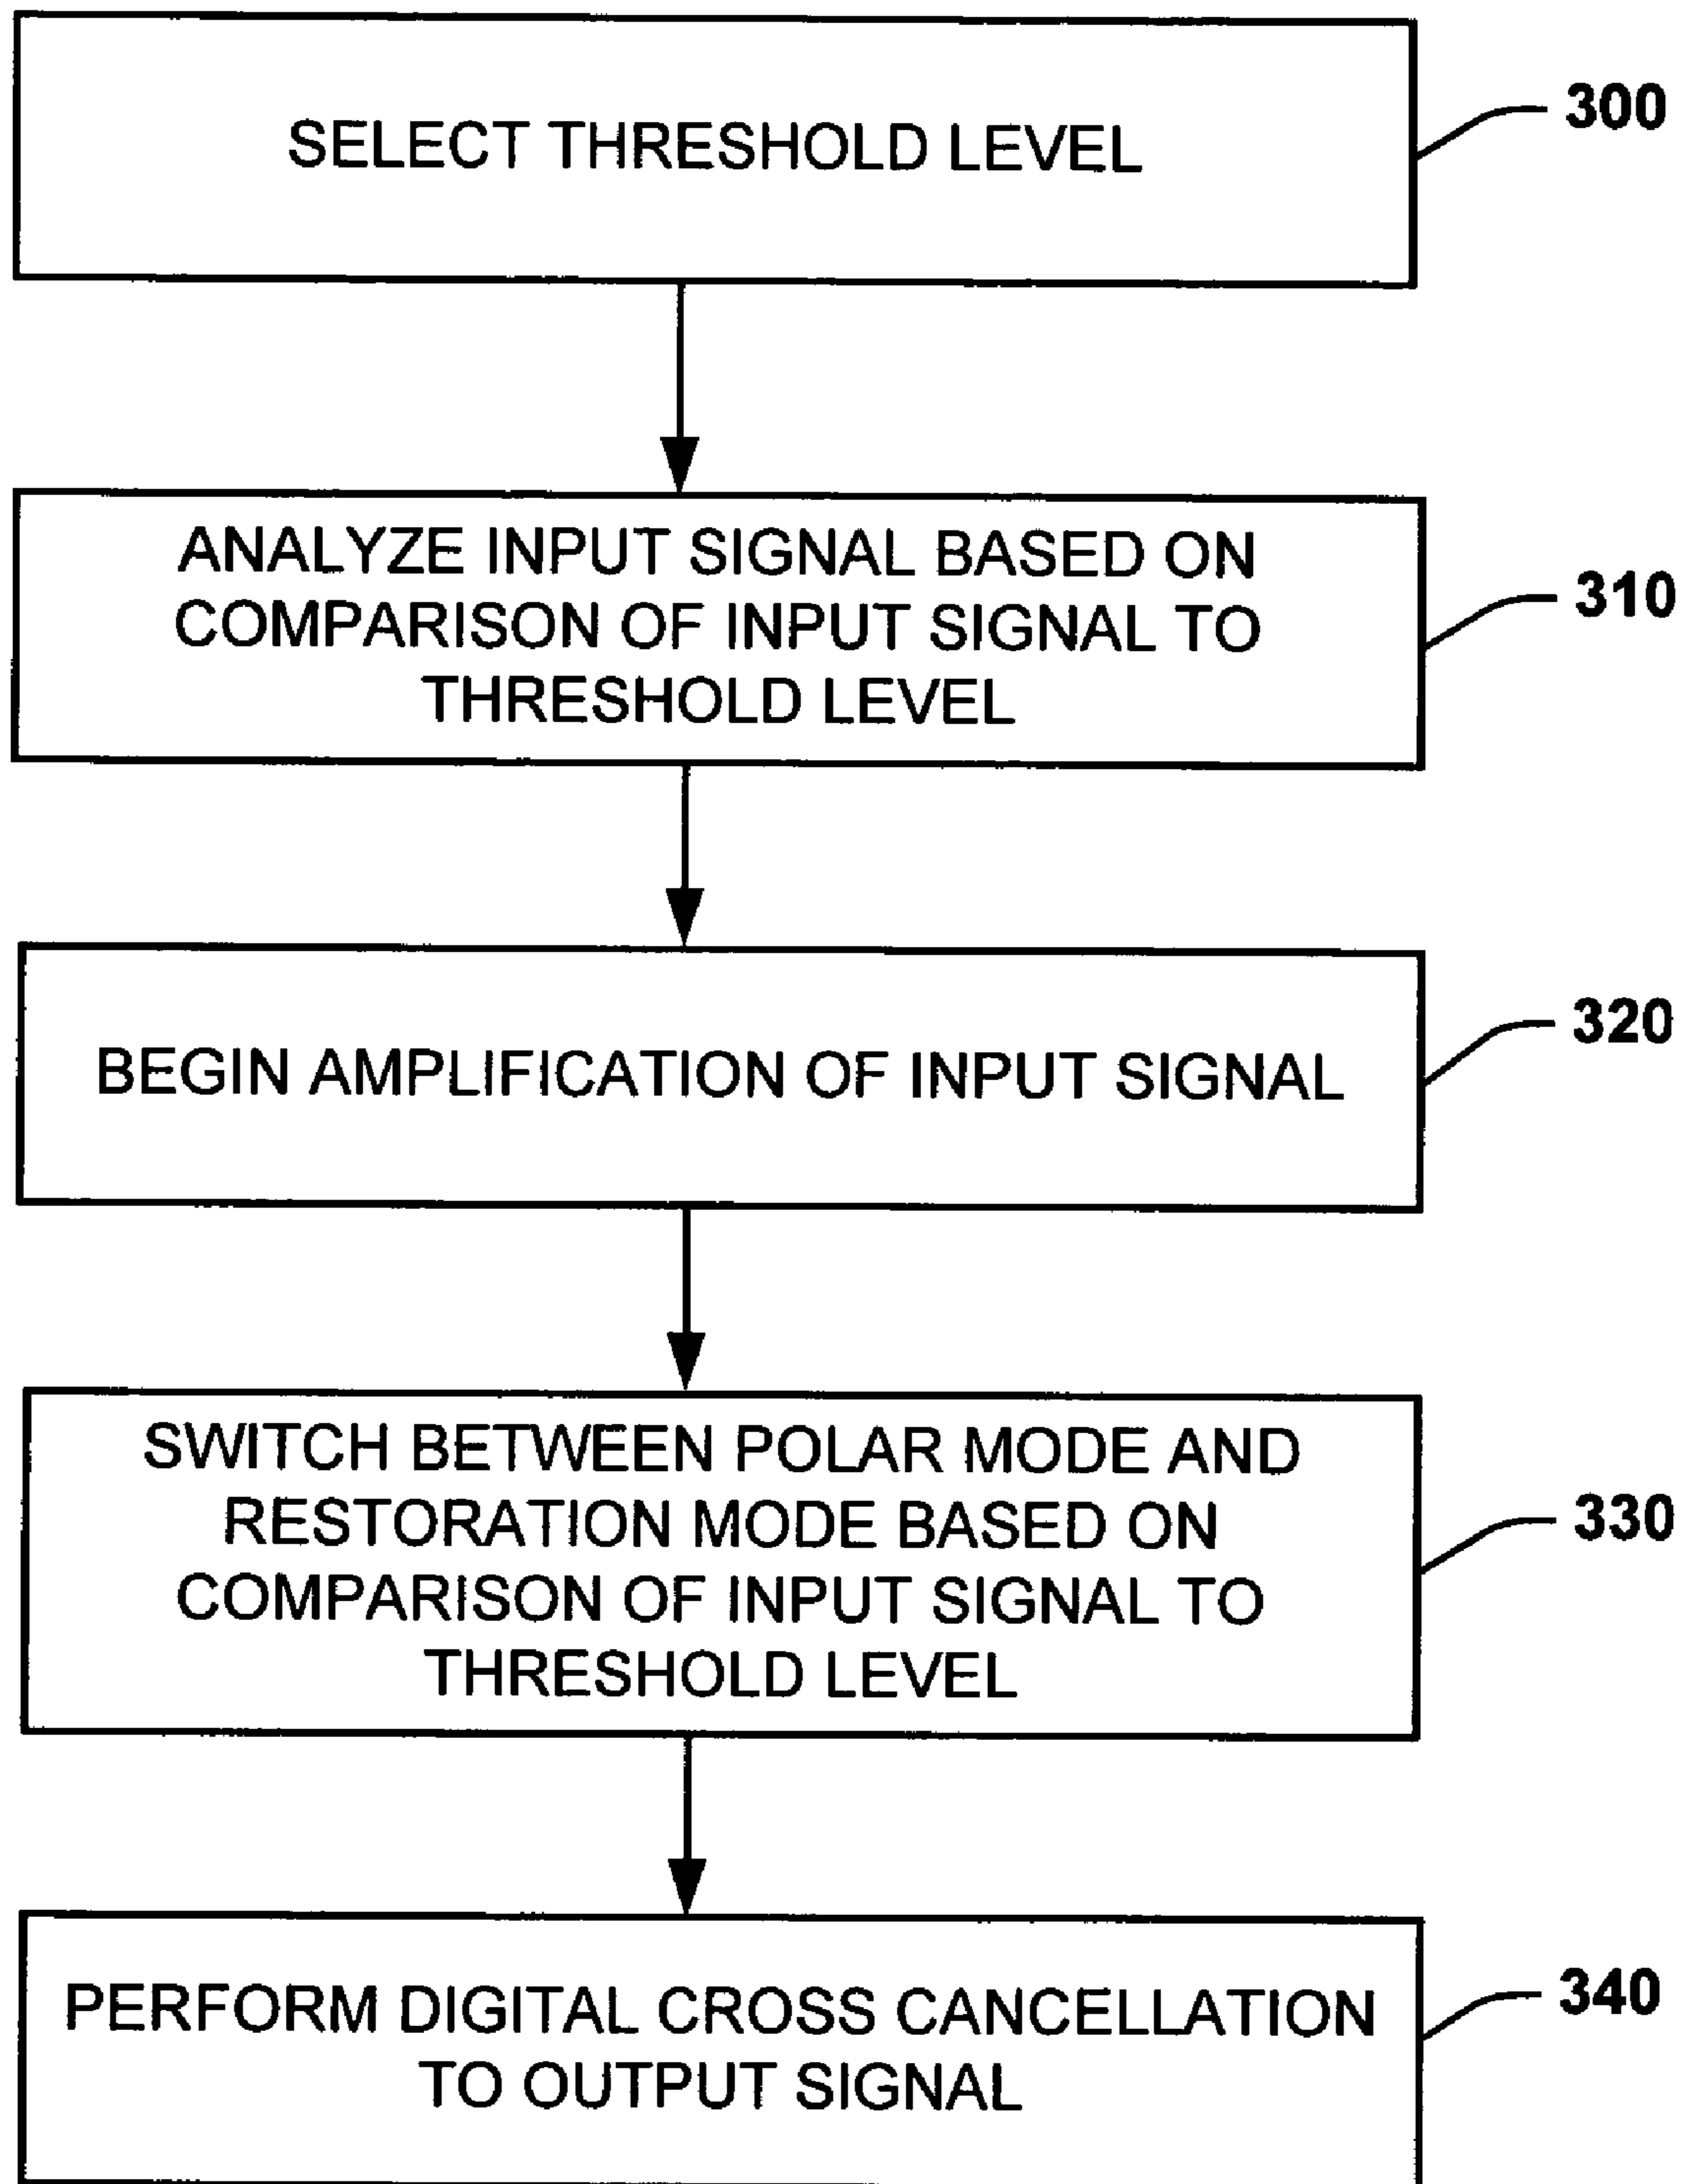 SELECT THRESHOLD LEVEL
300
ANALYZE INPUT SIGNAL BASED ON
COMPARISON OF INPUT SIGNAL TO
THRESHOLD LEVEL
310
BEGIN AMPLIFICATION OF INPUT SIGNAL
320
SWITCH BETWEEN POLAR MODE AND
RESTORATION MODE BASED ON
COMPARISON OF INPUT SIGNAL TO
THRESHOLD LEVEL
330
PERFORM DIGITAL CROSS CANCELLATION
TO OUTPUT SIGNAL
340